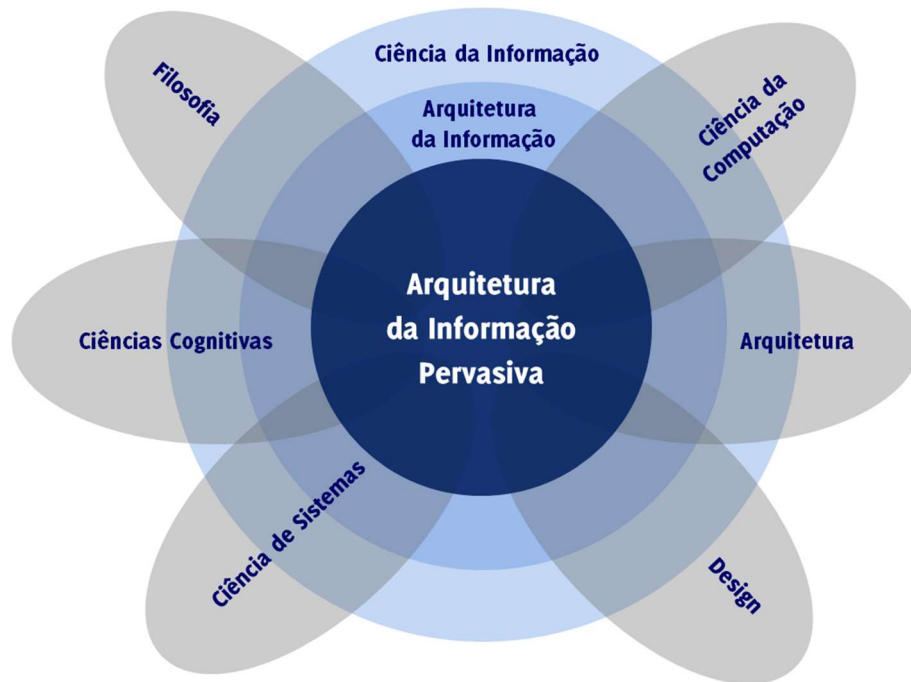 Ciência da Informação
Filosofia
Arquitetura
da Informação
Ciência da
Computação
Arquitetura
da Informação
Pervasiva
Ciências Cognitivas
Arquitetura
Ciência de Sistemas
Design